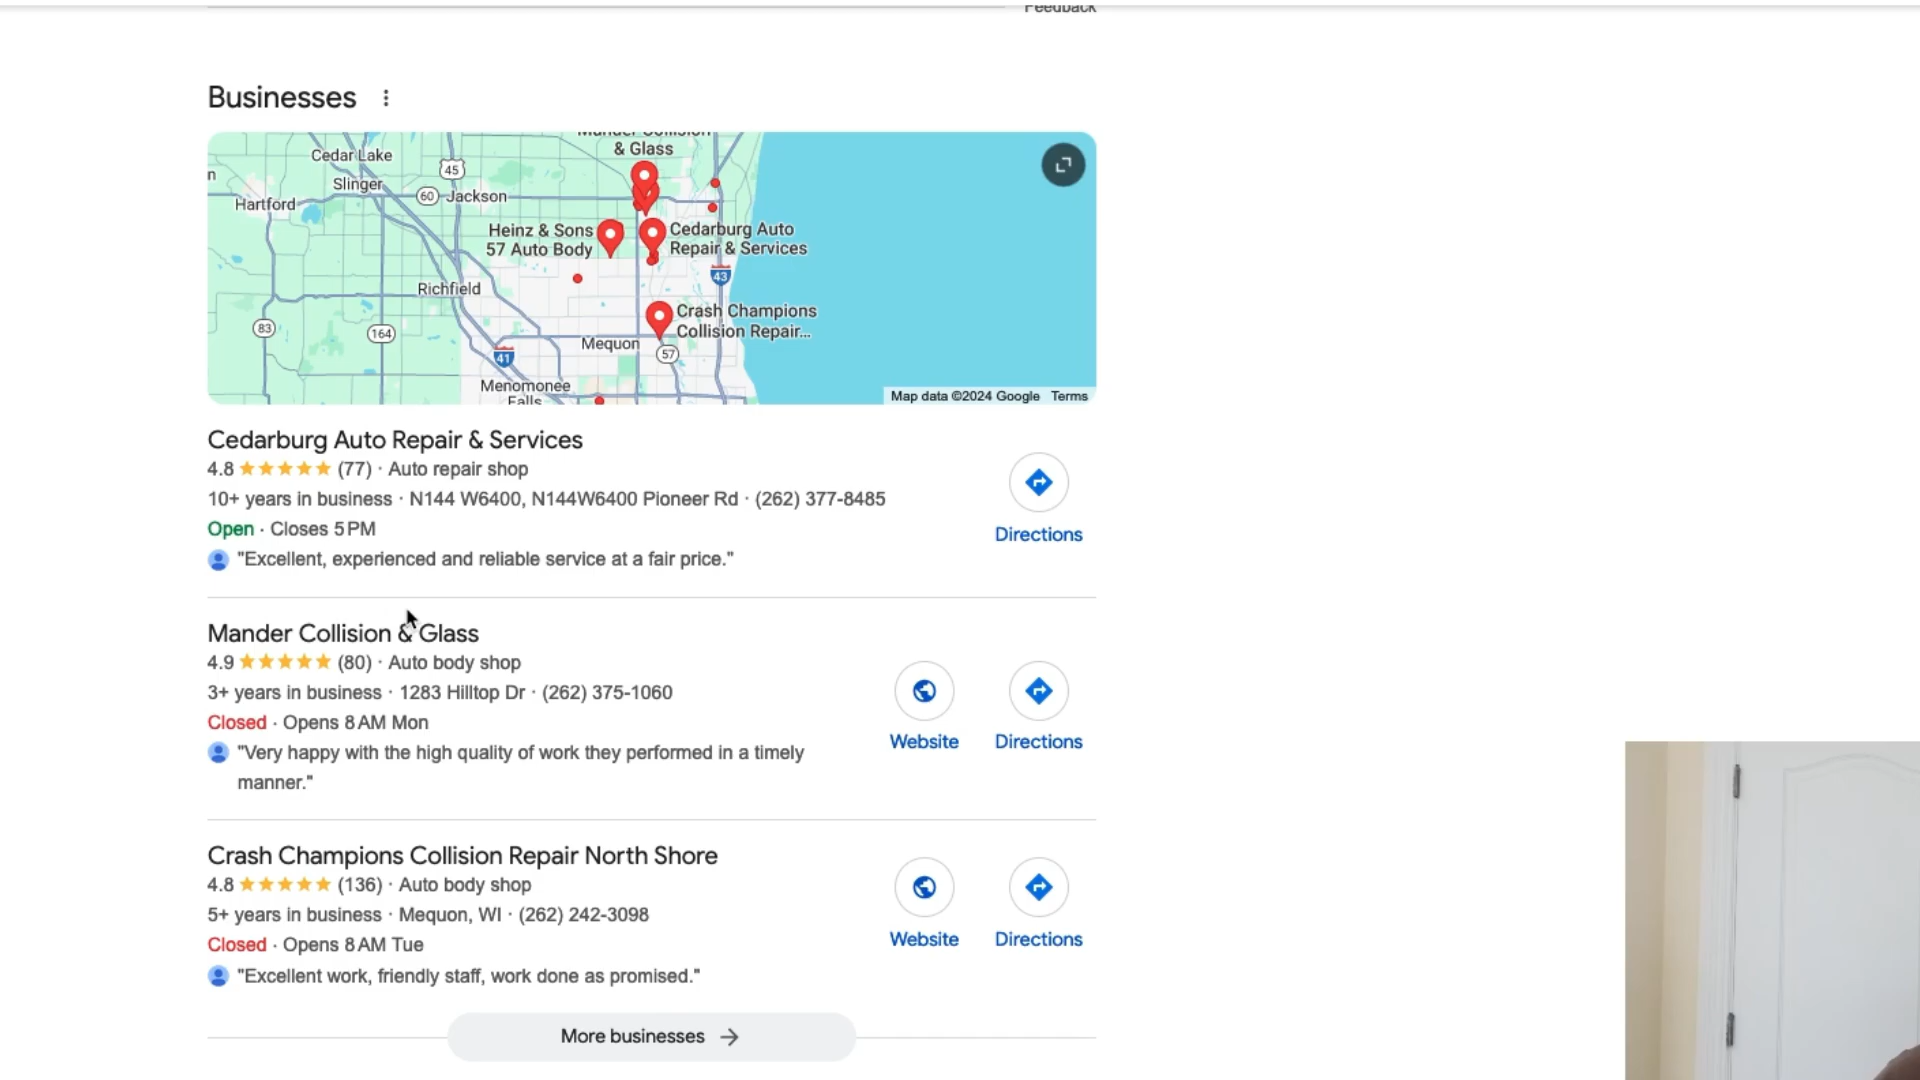 Feedback
Businesses
Mander Collision
& Glass
Cedar Lake
45
Slinger
n
60
Jackson
Hartford
Heinz & Sons
57 Auto Body
Cedarburg Auto
Repair & Services
43
Richfield
Crash Champions
Collision Repair...
83
164
Mequon
57
41
Menomonee
Falls
Map data ©2024 Google Terms
Cedarburg Auto Repair & Services
4.8 (77) · Auto repair shop
10+ years in business · N144 W6400, N144W6400 Pioneer Rd · (262) 377-8485
Open · Closes 5 PM
"Excellent, experienced and reliable service at a fair price."
Directions
Mander Collision & Glass
4.9 (80) · Auto body shop
3+ years in business · 1283 Hilltop Dr · (262) 375-1060
Closed · Opens 8 AM Mon
"Very happy with the high quality of work they performed in a timely
manner."
Website
Directions
Crash Champions Collision Repair North Shore
4.8 (136) · Auto body shop
5+ years in business · Mequon, WI · (262) 242-3098
Closed · Opens 8 AM Tue
"Excellent work, friendly staff, work done as promised."
Website
Directions
More businesses